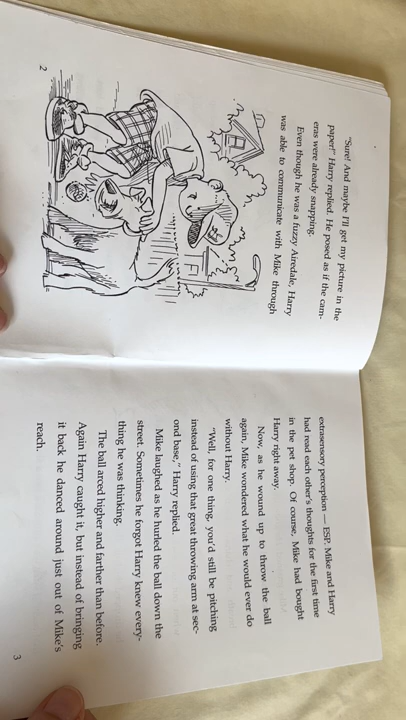 "Sure! And maybe I'll get my picture in the
paper!" Harry replied. He posed as if the cam-
eras were already snapping.
Even though he was a fuzzy Airedale, Harry
was able to communicate with Mike through
2
extrasensory perception — ESP. Mike and Harry
had read each other's thoughts for the first time
in the pet shop. Of course, Mike had bought
Harry right away.
Now, as he wound up to throw the ball
again, Mike wondered what he would ever do
without Harry.
"Well, for one thing, you'd still be pitching
instead of using that great throwing arm at sec-
ond base," Harry replied.
Mike laughed as he hurled the ball down the
street. Sometimes he forgot Harry knew every-
thing he was thinking.
The ball arced higher and farther than before.
Again Harry caught it, but instead of bringing
it back he danced around just out of Mike's
reach.
3